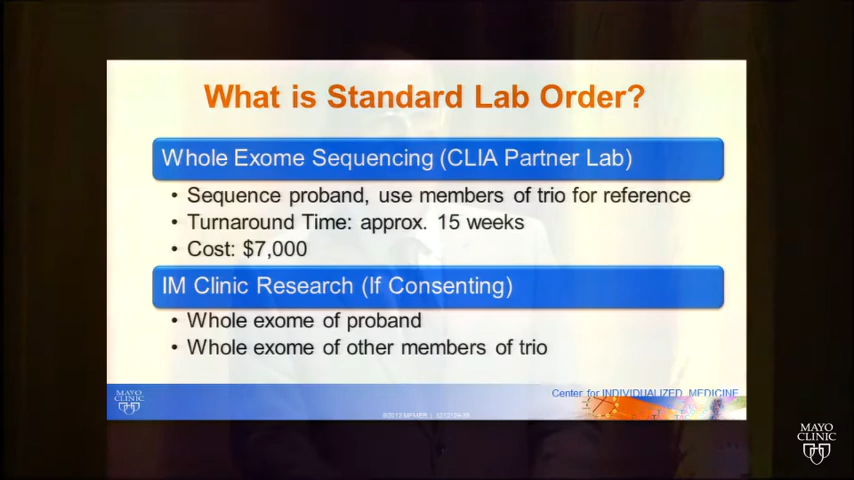 What is Standard Lab Order?
Whole Exome Sequencing (CLIA Partner Lab)
• Sequence proband, use members of trio for reference
• Turnaround Time: approx. 15 weeks
• Cost: $7,000
IM Clinic Research (If Consenting)
• Whole exome of proband
• Whole exome of other members of trio
MAYO
CLINIC
Center for INDIVIDUALIZED MEDICINE
©2012 MFMER |
MAYO
CLINIC